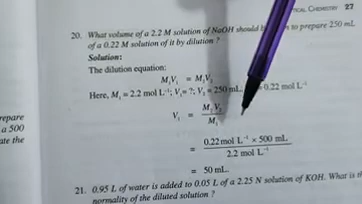 TICAL CHEMISTRY 27
20. What volume of a 2.2 M solution of NaOH should b to prepare 250 mL
of a 0.22 M solution of it by dilution ?
Solution:
The dilution equation:
M₁V₁ = M₂V₂
Here, M₁ = 2.2 mol L⁻¹; V₁ = ?; V₂ = 250 mL, = 0.22 mol L⁻¹
V₁ = M₂V₂
M₁
= 0.22 mol L⁻¹ × 500 mL
2.2 mol L⁻¹
= 50 mL.
repare
a 500
ate the
21. 0.95 L of water is added to 0.05 L of a 2.25 N solution of KOH. What is
normality of the diluted solution ?